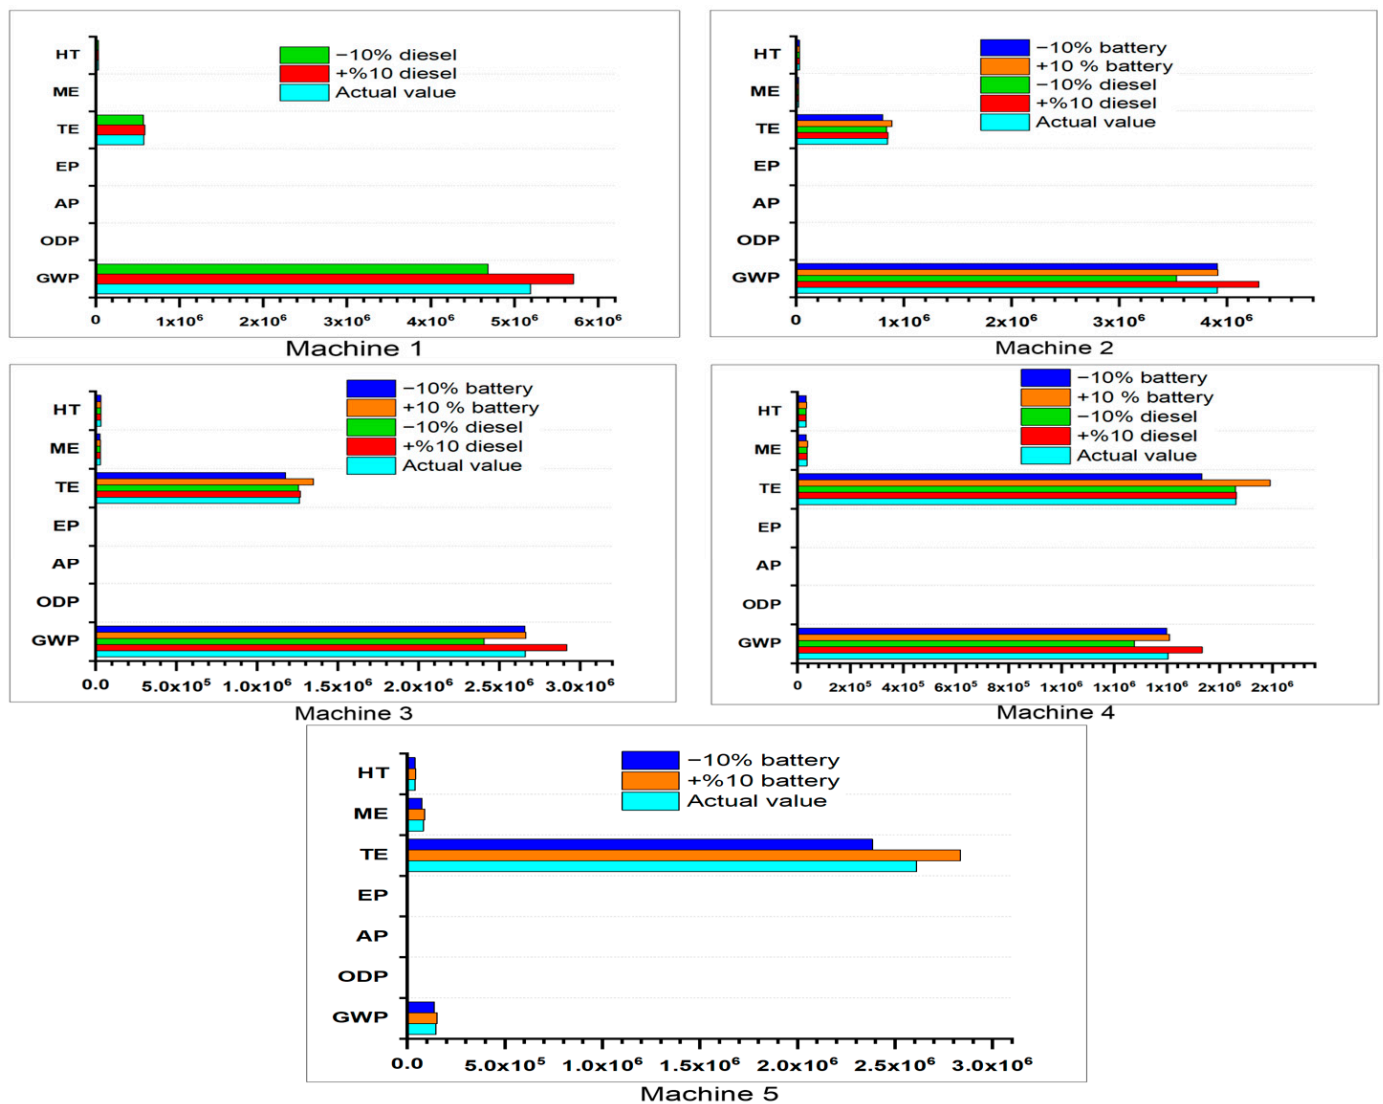 HT
ME
TE
EP
AP
ODP
GWP
−10% diesel
+%10 diesel
Actual value
0 1x10⁶ 2x10⁶ 3x10⁶ 4x10⁶ 5x10⁶ 6x10⁶
Machine 1
HT
ME
TE
EP
AP
ODP
GWP
−10% battery
+10 % battery
−10% diesel
+%10 diesel
Actual value
0 1x10⁶ 2x10⁶ 3x10⁶ 4x10⁶
Machine 2
HT
ME
TE
EP
AP
ODP
GWP
−10% battery
+10 % battery
−10% diesel
+%10 diesel
Actual value
0.0 5.0x10⁵ 1.0x10⁶ 1.5x10⁶ 2.0x10⁶ 2.5x10⁶ 3.0x10⁶
Machine 3
HT
ME
TE
EP
AP
ODP
GWP
−10% battery
+10 % battery
−10% diesel
+%10 diesel
Actual value
0 2x10⁵ 4x10⁵ 6x10⁵ 8x10⁵ 1x10⁶ 1x10⁶ 1x10⁶ 2x10⁶ 2x10⁶
Machine 4
HT
ME
TE
EP
AP
ODP
GWP
−10% battery
+%10 battery
Actual value
0.0 5.0x10⁵ 1.0x10⁶ 1.5x10⁶ 2.0x10⁶ 2.5x10⁶ 3.0x10⁶
Machine 5